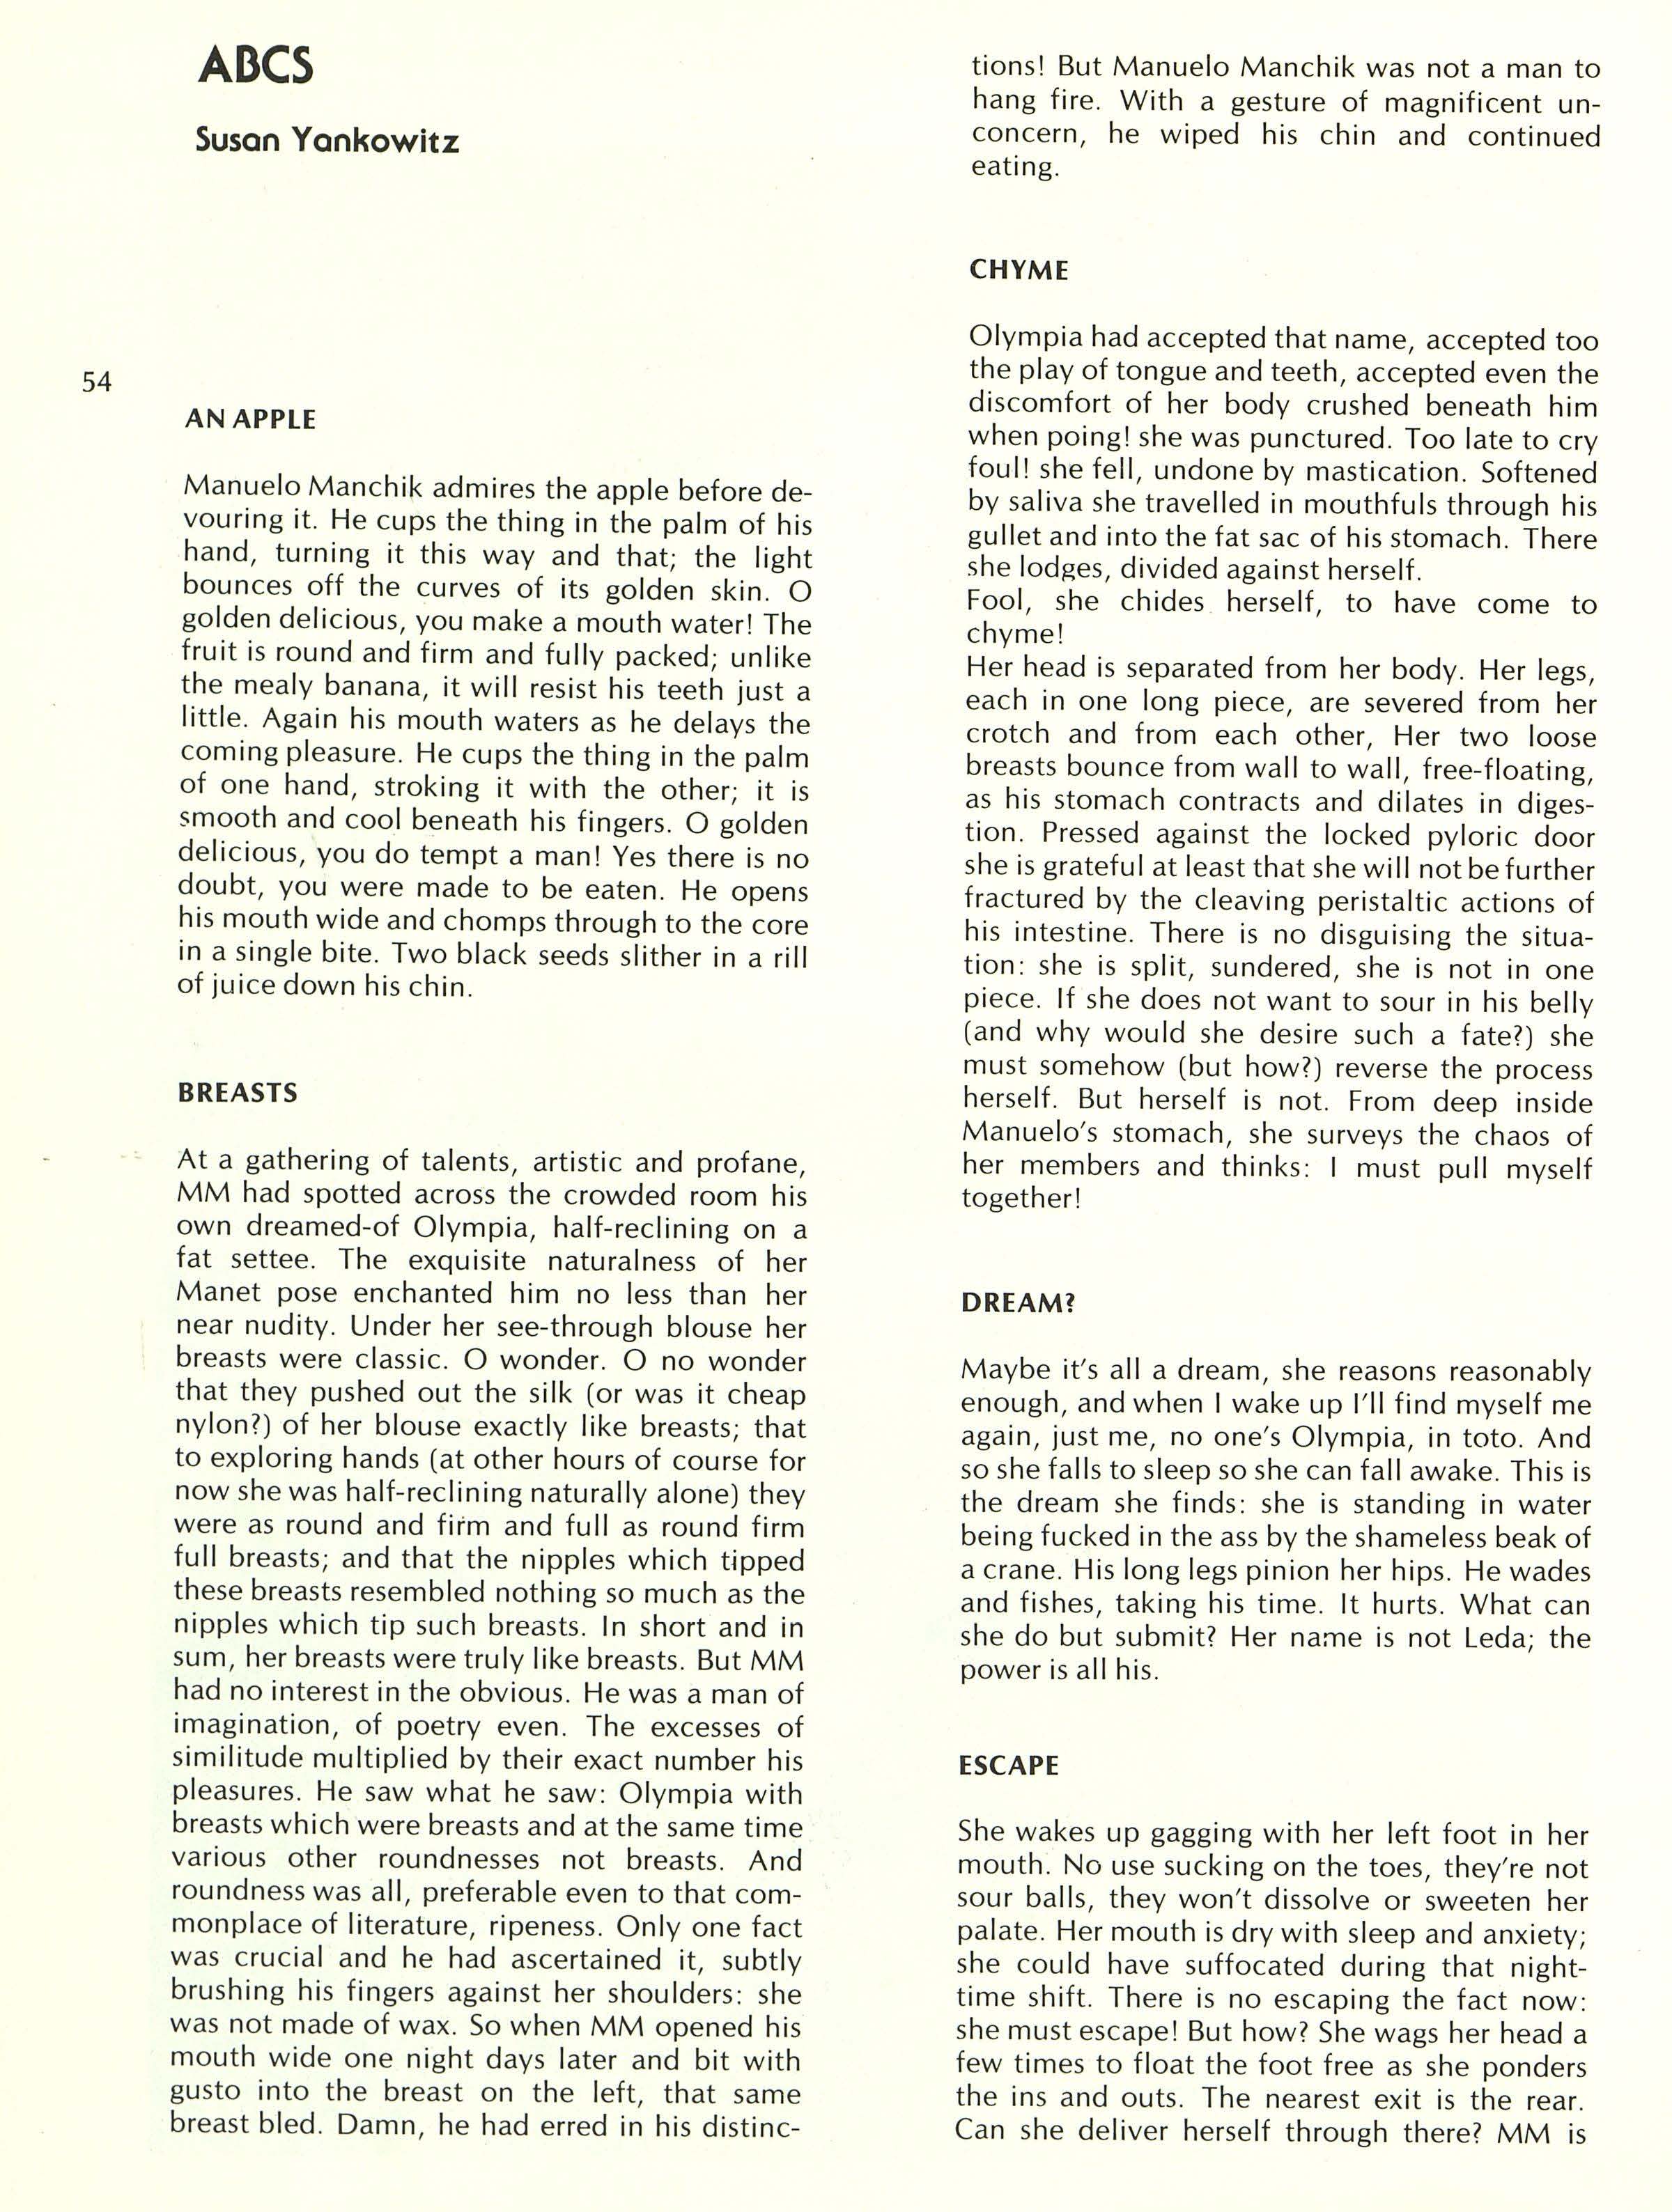 ABCS
Susan Yankowitz
54
AN APPLE
Manuelo Manchik admires the apple before de-
vouring it. He cups the thing in the palm of his
hand, turning it this way and that; the light
bounces off the curves of its golden skin. O
golden delicious, you make a mouth water! The
fruit is round and firm and fully packed; unlike
the mealy banana, it will resist his teeth just a
little. Again his mouth waters as he delays the
coming pleasure. He cups the thing in the palm
of one hand, stroking it with the other; it is
smooth and cool beneath his fingers. O golden
delicious, you do tempt a man! Yes there is no
doubt, you were made to be eaten. He opens
his mouth wide and chomps through to the core
in a single bite. Two black seeds slither in a rill
of juice down his chin.
BREASTS
At a gathering of talents, artistic and profane,
MM had spotted across the crowded room his
own dreamed-of Olympia, half-reclining on a
fat settee. The exquisite naturalness of her
Manet pose enchanted him no less than her
near nudity. Under her see-through blouse her
breasts were classic. O wonder. O no wonder
that they pushed out the silk (or was it cheap
nylon?) of her blouse exactly like breasts; that
to exploring hands (at other hours of course for
now she was half-reclining naturally alone) they
were as round and firm and full as round firm
full breasts; and that the nipples which tipped
these breasts resembled nothing so much as the
nipples which tip such breasts. In short and in
sum, her breasts were truly like breasts. But MM
had no interest in the obvious. He was a man of
imagination, of poetry even. The excesses of
similitude multiplied by their exact number his
pleasures. He saw what he saw: Olympia with
breasts which were breasts and at the same time
various other roundnesses not breasts. And
roundness was all, preferable even to that com-
monplace of literature, ripeness. Only one fact
was crucial and he had ascertained it, subtly
brushing his fingers against her shoulders: she
was not made of wax. So when MM opened his
mouth wide one night days later and bit with
gusto into the breast on the left, that same
breast bled. Damn, he had erred in his distinc-
tions! But Manuelo Manchik was not a man to
hang fire. With a gesture of magnificent un-
concern, he wiped his chin and continued
eating.
CHYME
Olympia had accepted that name, accepted too
the play of tongue and teeth, accepted even the
discomfort of her body crushed beneath him
when poing! she was punctured. Too late to cry
foul! she fell, undone by mastication. Softened
by saliva she travelled in mouthfuls through his
gullet and into the fat sac of his stomach. There
she lodges, divided against herself.
Fool, she chides herself, to have come to
chyme!
Her head is separated from her body. Her legs,
each in one long piece, are severed from her
crotch and from each other, Her two loose
breasts bounce from wall to wall, free-floating,
as his stomach contracts and dilates in diges-
tion. Pressed against the locked pyloric door
she is grateful at least that she will not be further
fractured by the cleaving peristaltic actions of
his intestine. There is no disguising the situa-
tion: she is split, sundered, she is not in one
piece. If she does not want to sour in his belly
(and why would she desire such a fate?) she
must somehow (but how?) reverse the process
herself. But herself is not. From deep inside
Manuelo's stomach, she surveys the chaos of
her members and thinks: I must pull myself
together!
DREAM?
Maybe it's all a dream, she reasons reasonably
enough, and when I wake up I'll find myself me
again, just me, no one's Olympia, in toto. And
so she falls to sleep so she can fall awake. This is
the dream she finds: she is standing in water
being fucked in the ass by the shameless beak of
a crane. His long legs pinion her hips. He wades
and fishes, taking his time. It hurts. What can
she do but submit? Her name is not Leda; the
power is all his.
ESCAPE
She wakes up gagging with her left foot in her
mouth. No use sucking on the toes, they're not
sour balls, they won't dissolve or sweeten her
palate. Her mouth is dry with sleep and anxiety;
she could have suffocated during that night-
time shift. There is no escaping the fact now:
she must escape! But how? She wags her head a
few times to float the foot free as she ponders
the ins and outs. The nearest exit is the rear.
Can she deliver herself through there? MM is